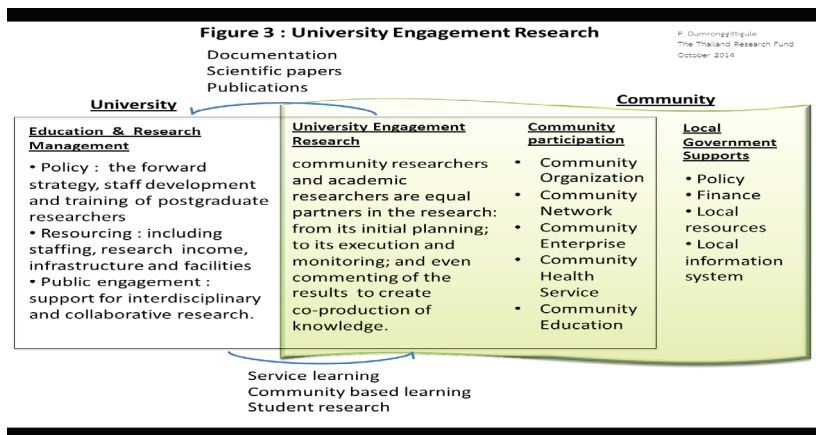 Figure 3 : University Engagement Research
P. Dumronggittigule
The Thailand Research Fund
October 2014
Documentation
Scientific papers
Publications
University
Community
Education & Research
Management
• Policy : the forward
strategy, staff development
and training of postgraduate
researchers
• Resourcing : including
staffing, research income,
infrastructure and facilities
• Public engagement :
support for interdisciplinary
and collaborative research.
University Engagement
Research
community researchers
and academic
researchers are equal
partners in the research:
from its initial planning;
to its execution and
monitoring; and even
commenting of the
results to create
co-production of
knowledge.
Community
participation
• Community
Organization
• Community
Network
• Community
Enterprise
• Community
Health
Service
• Community
Education
Local
Government
Supports
• Policy
• Finance
• Local
resources
• Local
information
system
Service learning
Community based learning
Student research